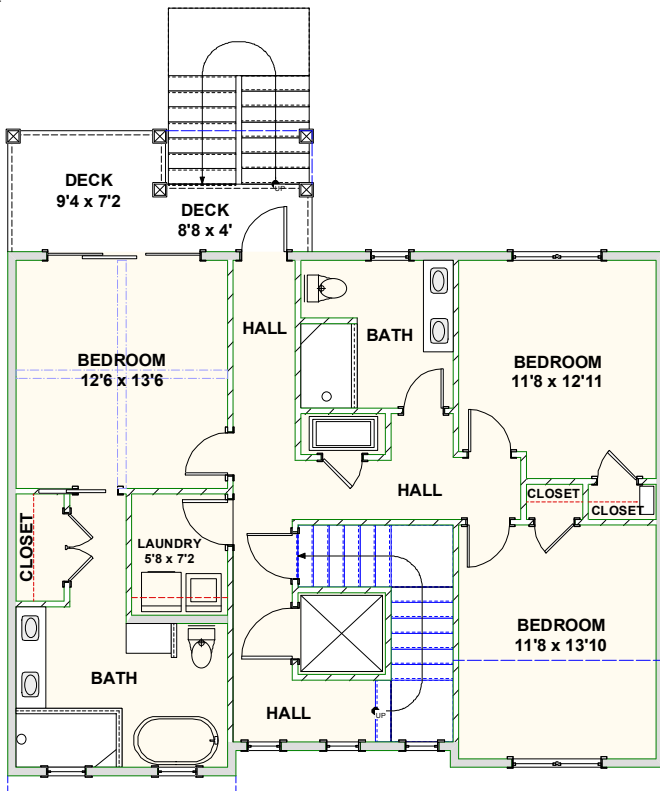 DECK
9'4 x 7'2
UP
DECK
8'8 x 4'
HALL
BATH
BEDROOM
12'6 x 13'6
BEDROOM
11'8 x 12'11
HALL
CLOSET
CLOSET
CLOSET
LAUNDRY
5'8 x 7'2
BEDROOM
11'8 x 13'10
BATH
HALL
UP